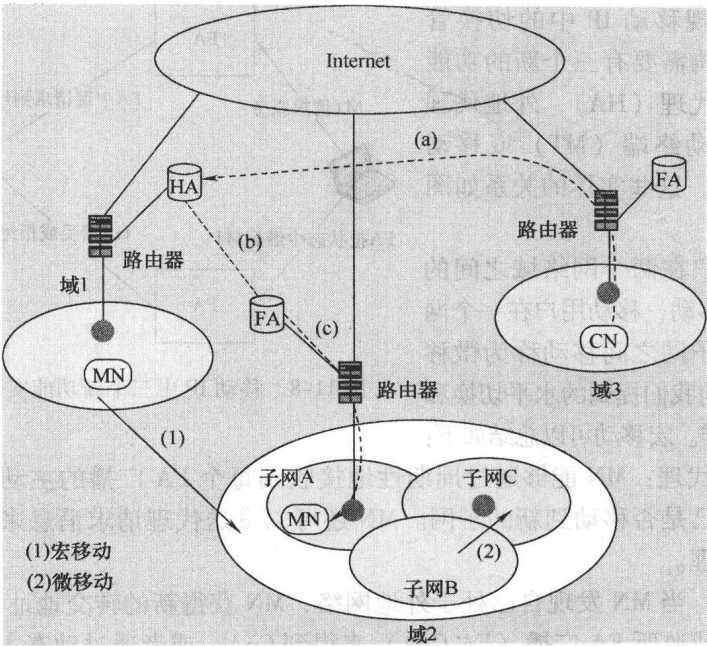 Internet
(a)
HA
FA
路由器
(b)
路由器
域1
FA
(c)
CN
MN
路由器
域3
(1)
子网A
子网C
MN
(2)
(1)宏移动
(2)微移动
子网B
域2